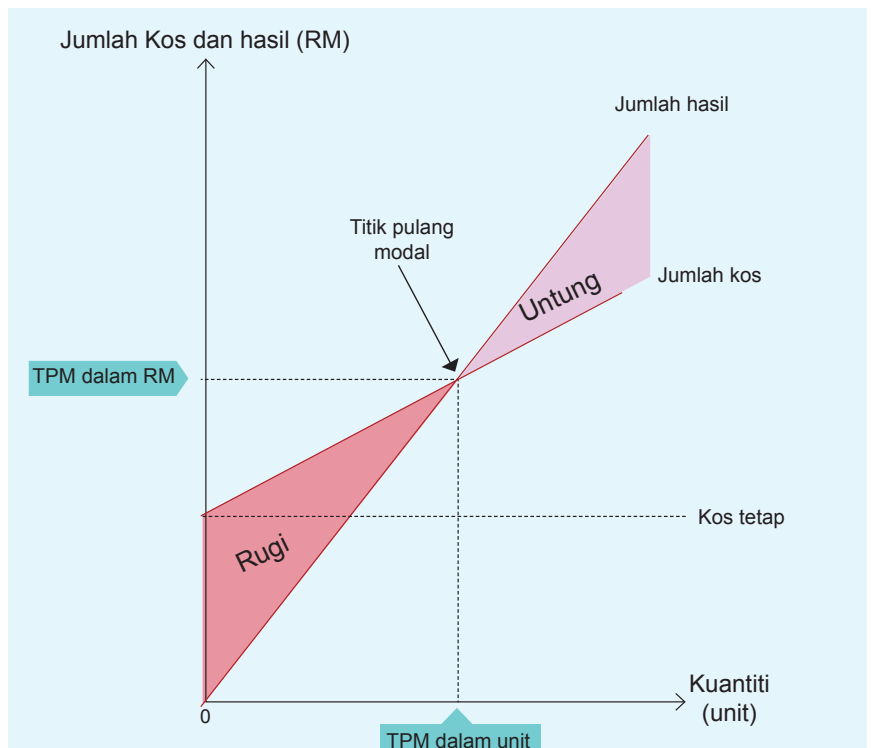 Jumlah Kos dan hasil (RM)
Jumlah hasil
Titik pulang
modal
Untung
Jumlah kos
TPM dalam RM
Kos tetap
Rugi
Kuantiti
(unit)
0
TPM dalam unit